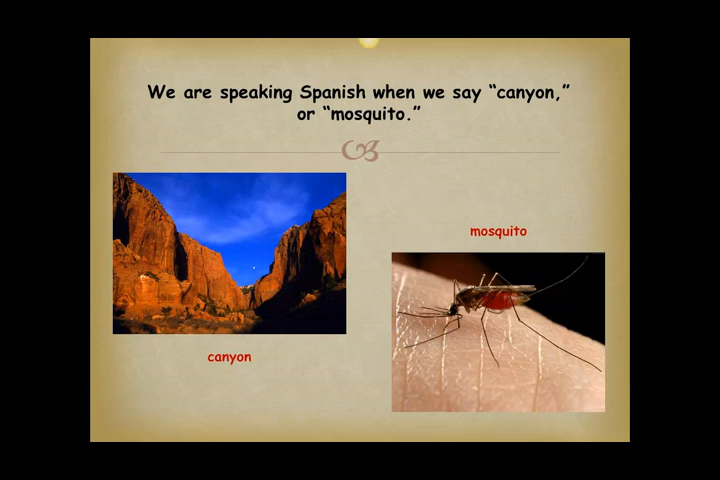 We are speaking Spanish when we say “canyon,”
or “mosquito.”
mosquito
canyon